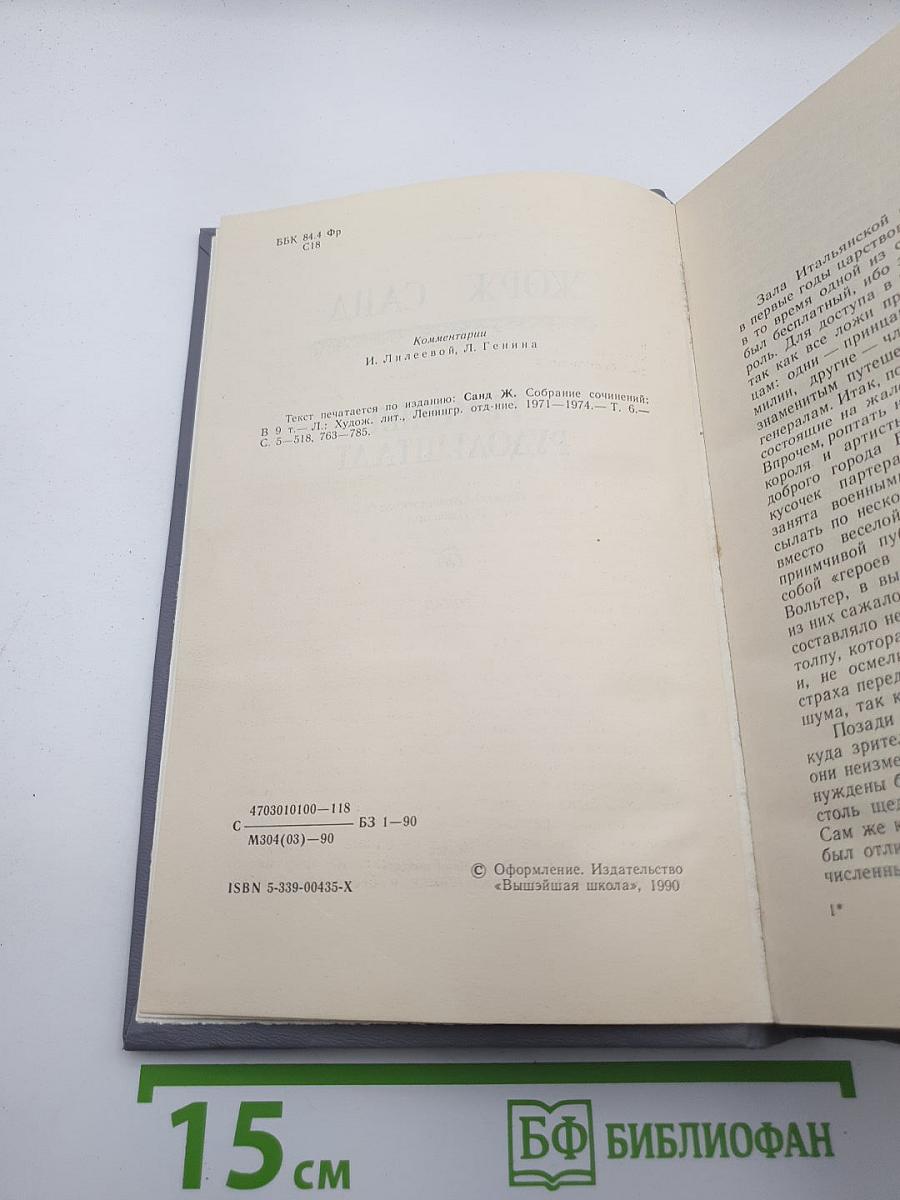 ББК 84.4 Фр
С18
Комментарии
И. Лилеевой, Л. Генина
Текст печатается по изданию: Санд Ж. Собрание сочинений;
В 9 т.— Л.: Худож. лит., Ленингр. отд-ние, 1971—1974.— Т. 6.—
С. 5—518, 763—785.
4703010100—118
С БЗ 1—90
М304(03)—90
ISBN 5-339-00435-X
© Оформление. Издательство
«Вышэйшая школа», 1990
Зала Итальянской
в первые годы царство
в то время одной из
был бесплатный, ибо
роль. Для доступа в
так как все ложи пр
цам: одни — принца
милии, другие — чл
знаменитым путеше
генералам. Итак, по
состоящие на жало
Впрочем, роптать н
короля и артисты
доброго города Б
кусочек партера
занята военными
сылать по неско
вместо веселой
приимчивой пуб
собой «героев
Вольтер, в вы
из них сажало
составляло не
толпу, котора
и, не осмел
страха перед
шума, так к
Позади
куда зрител
они неизме
нуждены б
столь щед
Сам же к
был отли
численны
1*
15 см
БФ БИБЛИОФАН